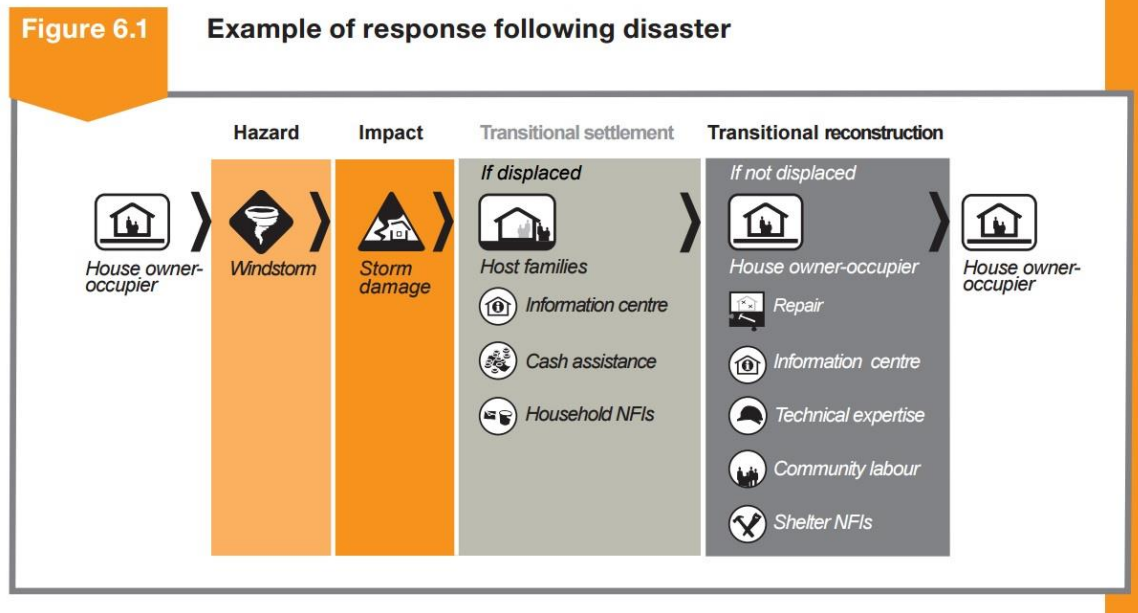 Figure 6.1
Example of response following disaster
Hazard
Impact
Transitional settlement
Transitional reconstruction
If displaced
If not displaced
House owner-
occupier
Windstorm
Storm
damage
Host families
House owner-occupier
House owner-
occupier
Information centre
Cash assistance
Household NFIs
Repair
Information centre
Technical expertise
Community labour
Shelter NFIs